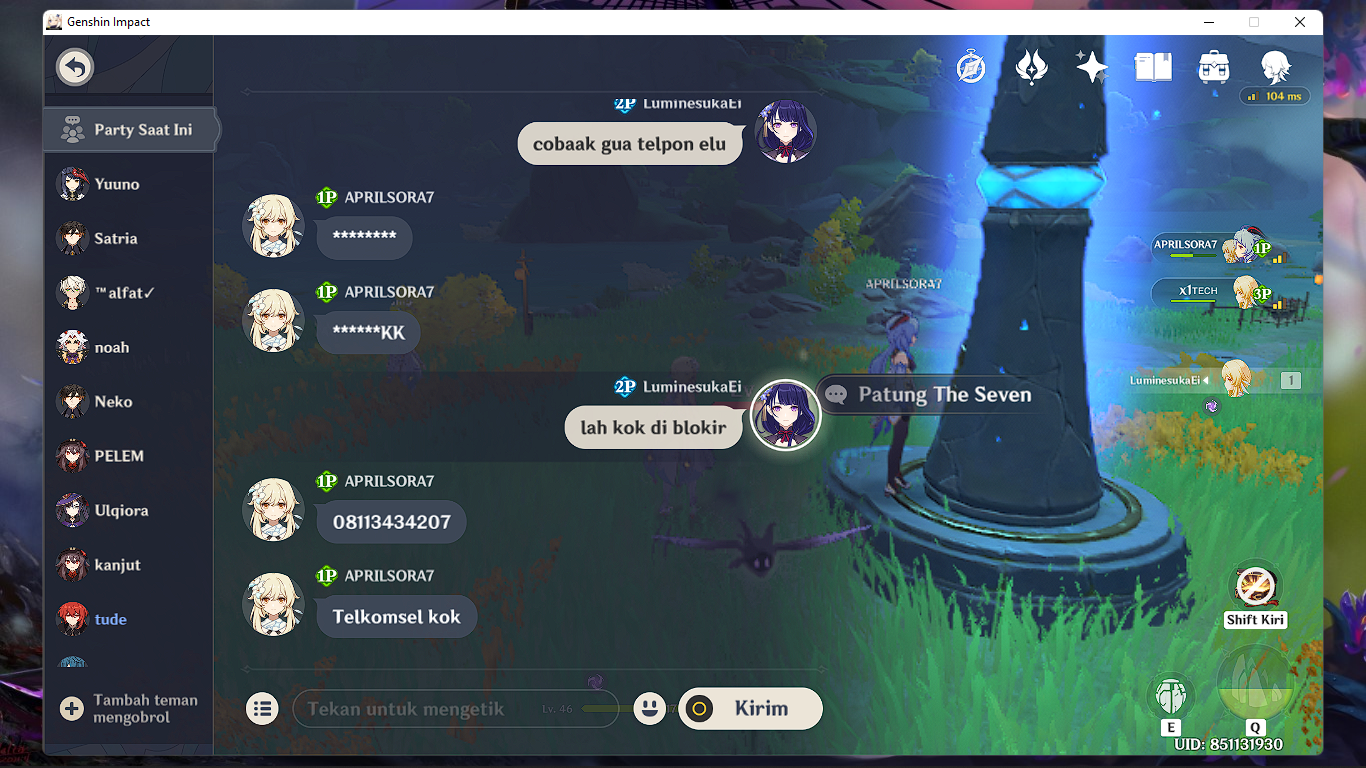 Genshin Impact
104 ms
Party Saat Ini
Yuuno
Satria
™alfat✓
noah
Neko
PELEM
Ulqiora
kanjut
tude
Tambah teman
mengobrol
2P LuminesukaEi
cobaak gua telpon elu
1P APRILSORA7
********
1P APRILSORA7
******KK
2P LuminesukaEi
lah kok di blokir
1P APRILSORA7
08113434207
1P APRILSORA7
Telkomsel kok
Tekan untuk mengetik
Lv. 46
Kirim
APRILSORA7
Patung The Seven
APRILSORA7 1P
x1TECH 3P
LuminesukaEi
1
Shift Kiri
E
Q
UID: 851131930